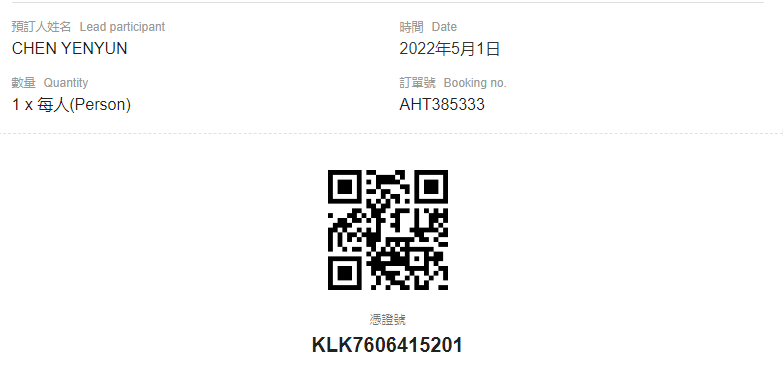 預訂人姓名 Lead participant
CHEN YENYUN
時間 Date
2022年5月1日
數量 Quantity
1 x 每人(Person)
訂單號 Booking no.
AHT385333
憑證號
KLK7606415201